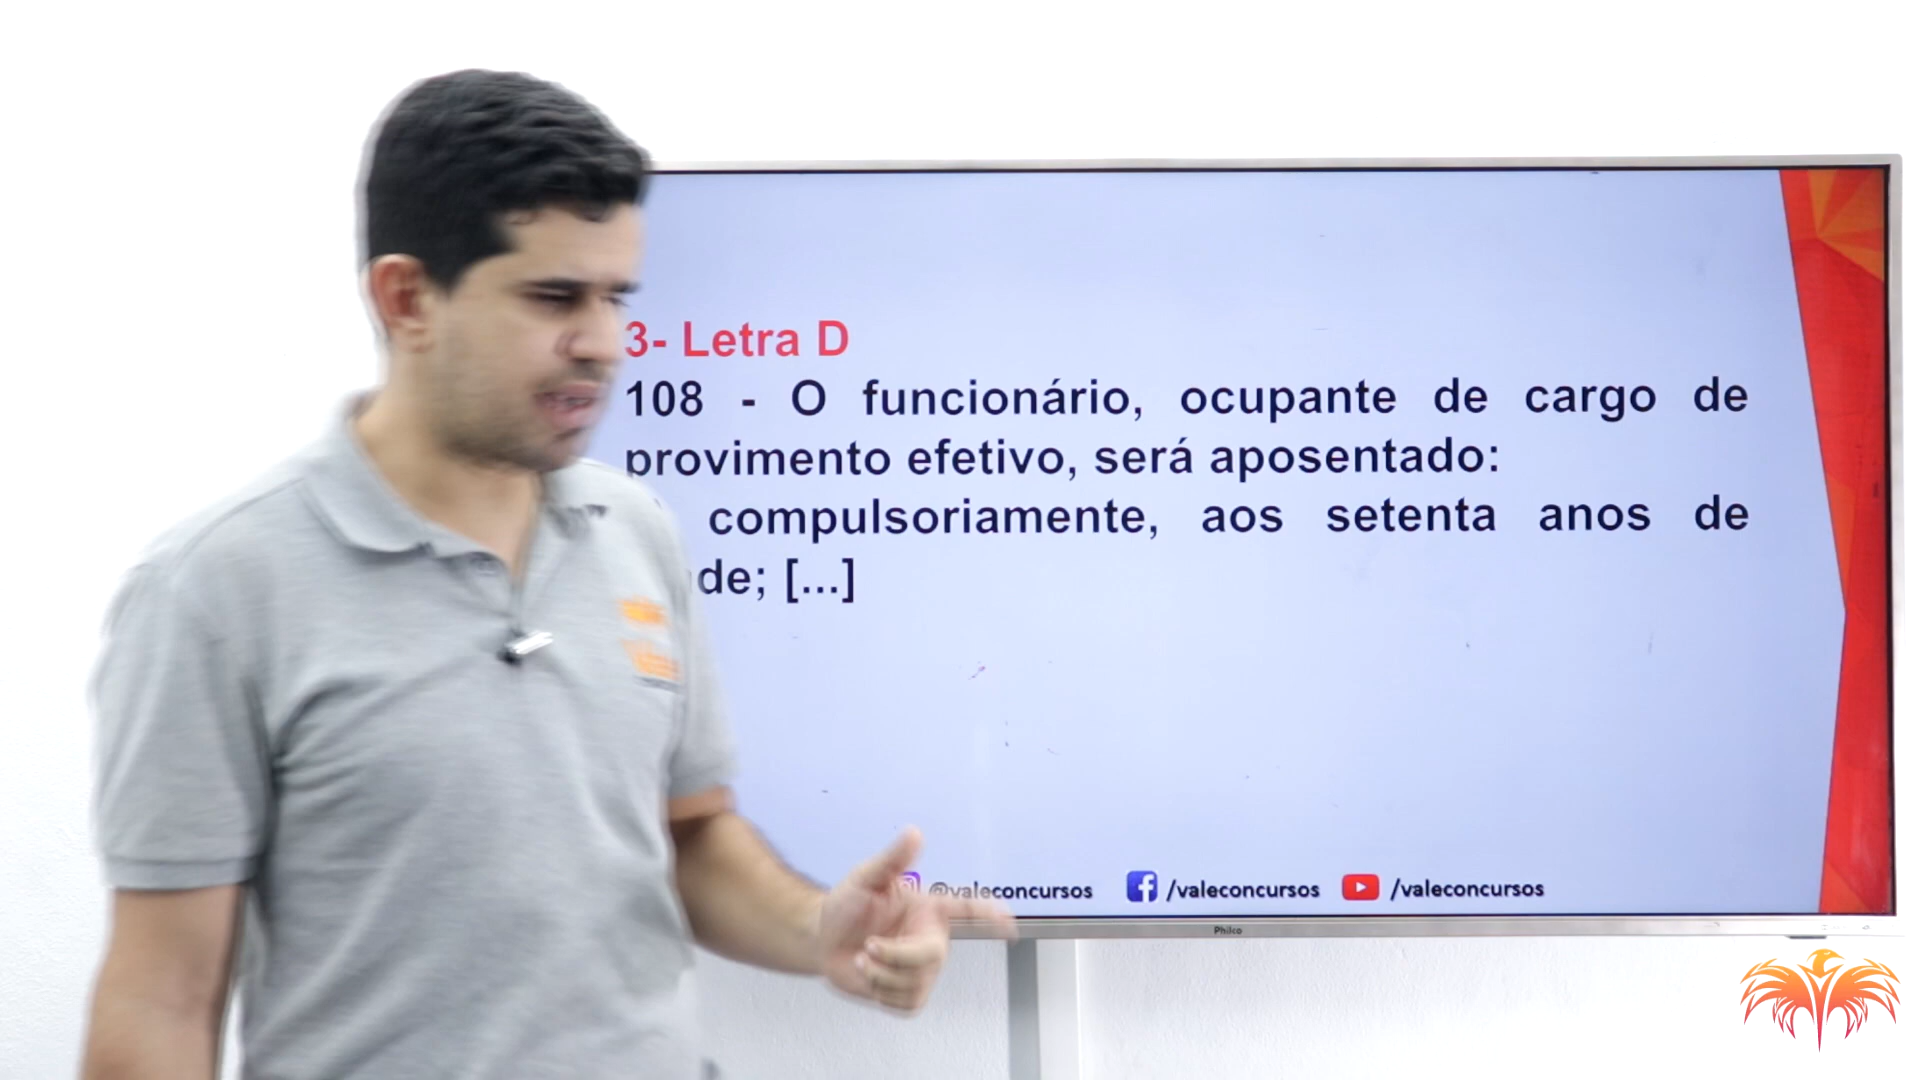 3- Letra D
108 - O funcionário, ocupante de cargo de
provimento efetivo, será aposentado:
compulsoriamente, aos setenta anos de
de; [...]
@valeconcursos /valeconcursos /valeconcursos
Philco